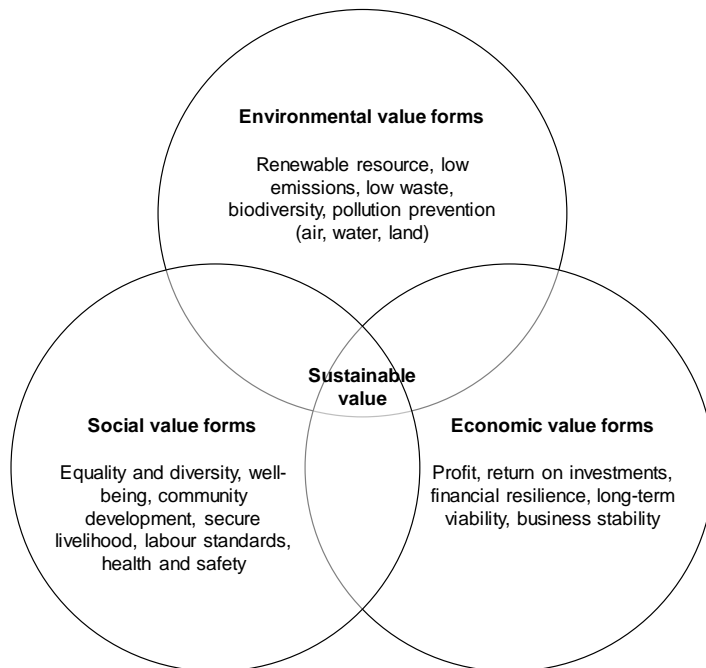 Environmental value forms
Renewable resource, low
emissions, low waste,
biodiversity, pollution prevention
(air, water, land)
Sustainable
value
Social value forms
Equality and diversity, well-
being, community
development, secure
livelihood, labour standards,
health and safety
Economic value forms
Profit, return on investments,
financial resilience, long-term
viability, business stability